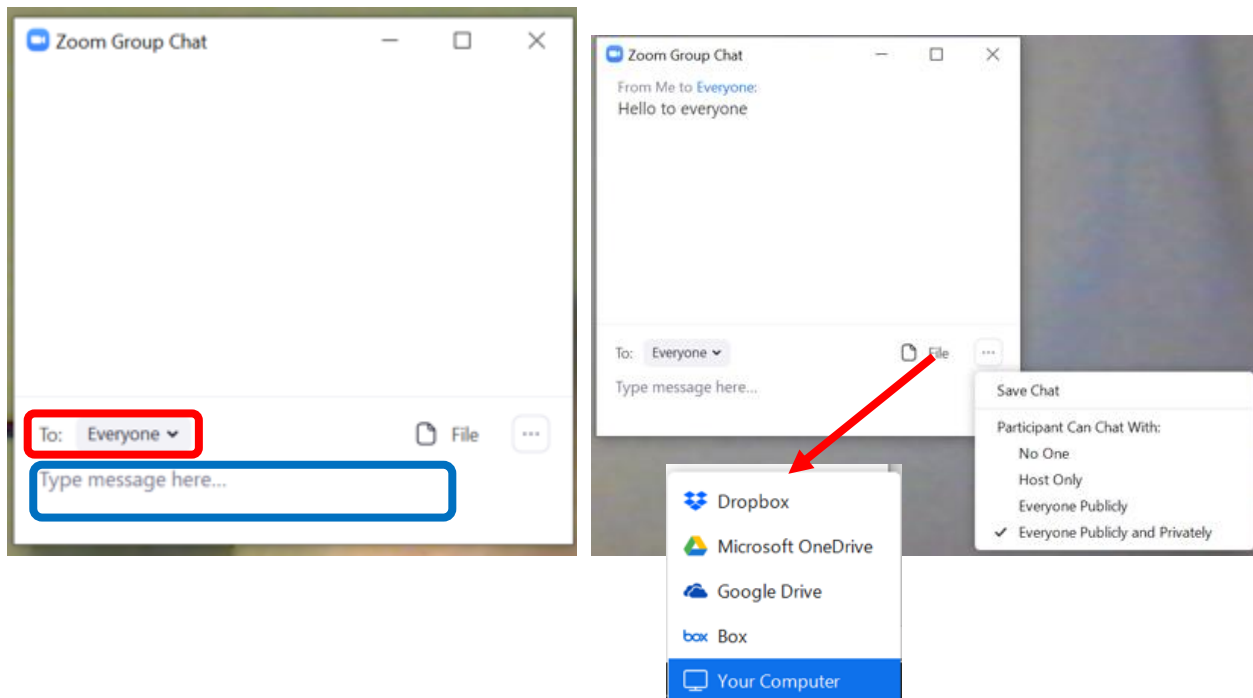 Zoom Group Chat
To: Everyone
File
Type message here...
Zoom Group Chat
From Me to Everyone:
Hello to everyone
To: Everyone
File
Type message here...
Save Chat
Participant Can Chat With:
No One
Host Only
Everyone Publicly
Everyone Publicly and Privately
Dropbox
Microsoft OneDrive
Google Drive
box Box
Your Computer